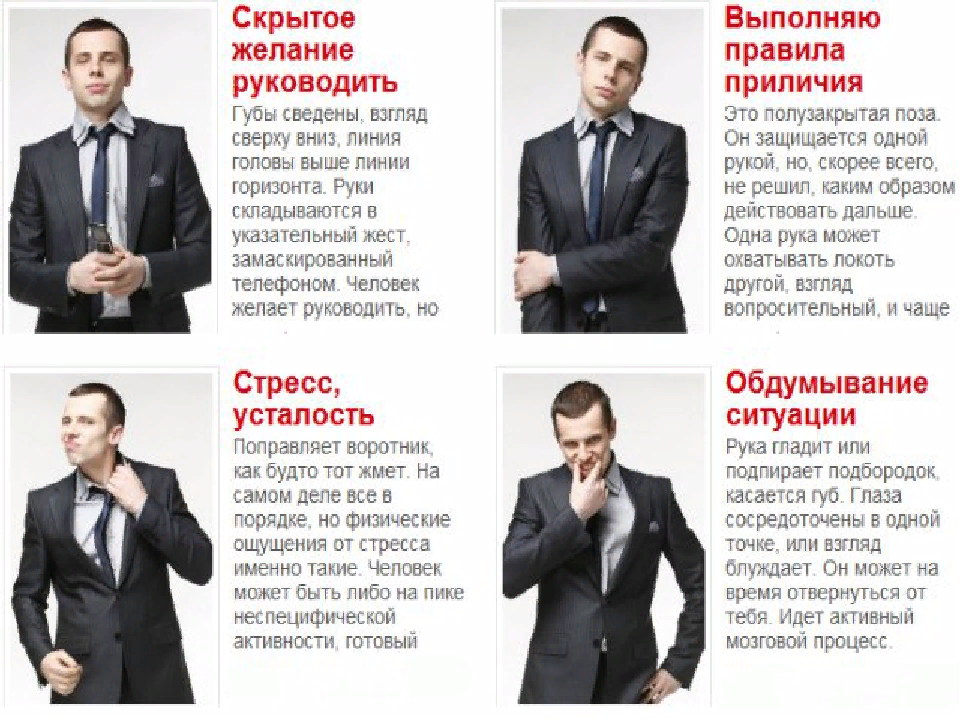 Скрытое
желание
руководить
Губы сведены, взгляд
сверху вниз, линия
головы выше линии
горизонта. Руки
складываются в
указательный жест,
замаскированный
телефоном. Человек
желает руководить, но
Выполняю
правила
приличия
Это полузакрытая поза.
Он защищается одной
рукой, но, скорее всего,
не решил, каким образом
действовать дальше.
Одна рука может
охватывать локоть
другой, взгляд
вопросительный, и чаще
Стресс,
усталость
Поправляет воротник,
как будто тот жмет. На
самом деле все в
порядке, но физические
ощущения от стресса
именно такие. Человек
может быть либо на пике
неспецифической
активности, готовый
Обдумывание
ситуации
Рука гладит или
подпирает подбородок,
касается губ. Глаза
сосредоточены в одной
точке, или взгляд
блуждает. Он может на
время отвернуться от
тебя. Идет активный
мозговой процесс.